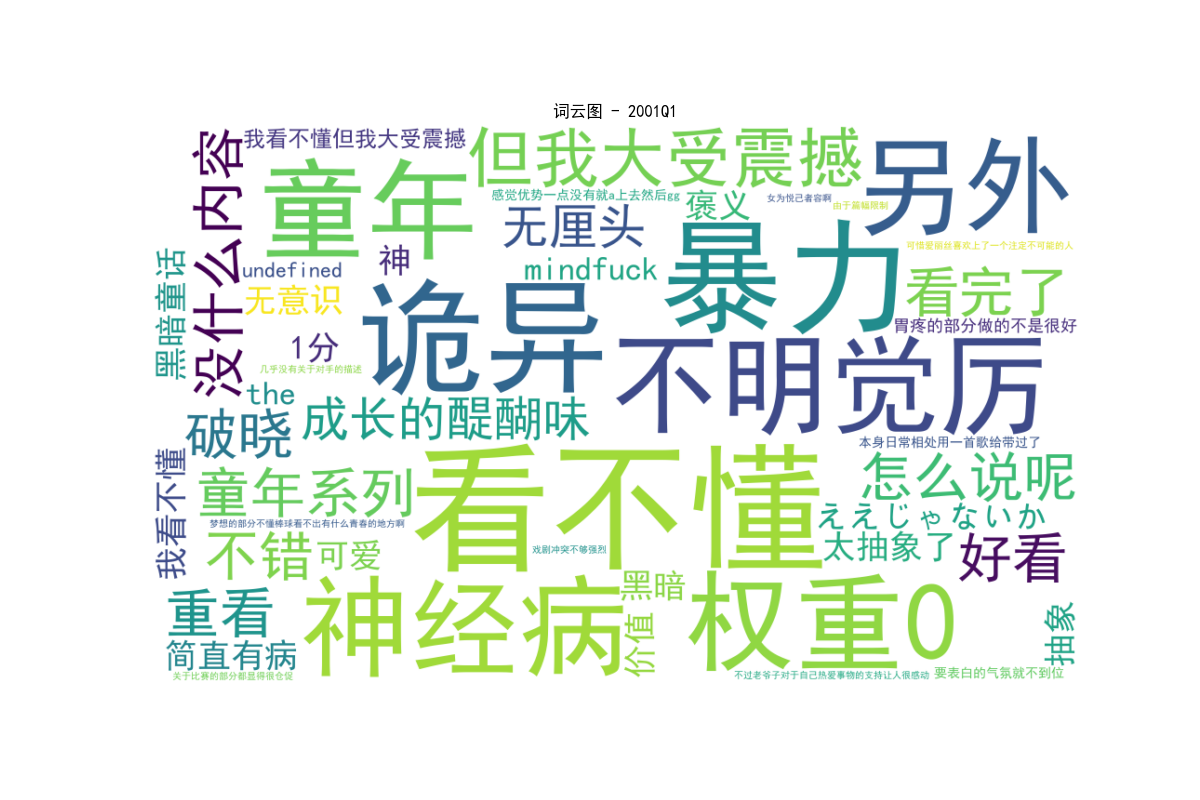 词云图 - 2001Q1
我看不懂但我大受震撼
但我大受震撼
另外
没什么内容
童年
感觉优势一点没有就a上去然后gg
褒义
女为悦己者容啊
由于篇幅限制
无厘头
暴力
可惜爱丽丝喜欢上了一个注定不可能的人
黑暗童话
undefined
神
mindfuck
看完了
无意识
诡异
胃疼的部分做的不是很好
1分
不明觉厉
几乎没有关于对手的描述
the
破晓
成长的醍醐味
本身日常相处用一首歌给带过了
我看不懂
童年系列
看不懂
怎么说呢
梦想的部分不懂棒球看不出有什么青春的地方啊
ええじゃないか
不错
可爱
戏剧冲突不够强烈
太抽象了
好看
重看
神经病
黑暗
权重0
价值
抽象
简直有病
关于比赛的部分都显得很仓促
不过老爷子对于自己热爱事物的支持让人很感动
要表白的气氛就不到位